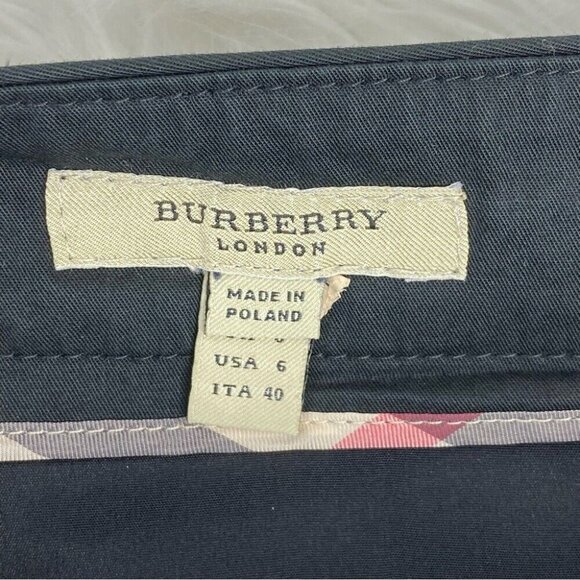 BURBERRY
LONDON
MADE IN
POLAND
USA 6
ITA 40